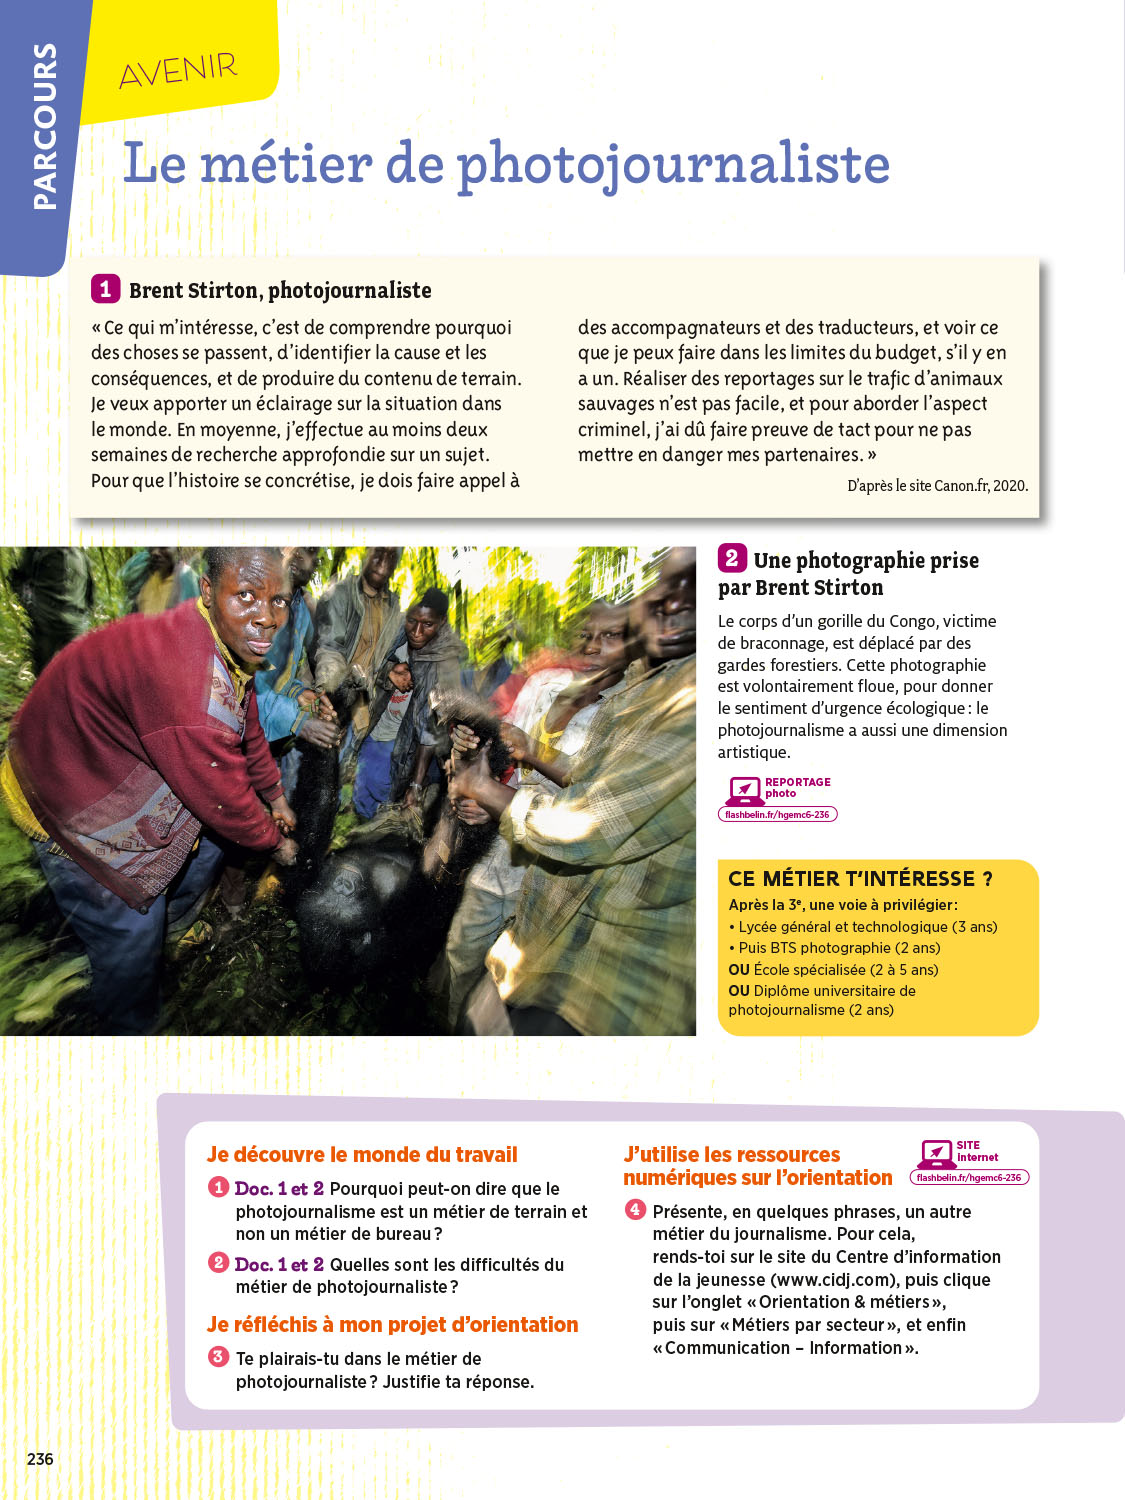 PARCOURS
AVENIR
Le métier de photojournaliste
1 Brent Stirton, photojournaliste
« Ce qui m'intéresse, c'est de comprendre pourquoi
des choses se passent, d'identifier la cause et les
conséquences, et de produire du contenu de terrain.
Je veux apporter un éclairage sur la situation dans
le monde. En moyenne, j'effectue au moins deux
semaines de recherche approfondie sur un sujet.
Pour que l'histoire se concrétise, je dois faire appel à
des accompagnateurs et des traducteurs, et voir ce
que je peux faire dans les limites du budget, s'il y en
a un. Réaliser des reportages sur le trafic d'animaux
sauvages n'est pas facile, et pour aborder l'aspect
criminel, j'ai dû faire preuve de tact pour ne pas
mettre en danger mes partenaires. »
D'après le site Canon.fr, 2020.
2 Une photographie prise
par Brent Stirton
Le corps d'un gorille du Congo, victime
de braconnage, est déplacé par des
gardes forestiers. Cette photographie
est volontairement floue, pour donner
le sentiment d'urgence écologique : le
photojournalisme a aussi une dimension
artistique.
REPORTAGE
photo
flashbelin.fr/hgemc6-236
CE MÉTIER T'INTÉRESSE ?
Après la 3e, une voie à privilégier :
• Lycée général et technologique (3 ans)
• Puis BTS photographie (2 ans)
OU École spécialisée (2 à 5 ans)
OU Diplôme universitaire de
photojournalisme (2 ans)
Je découvre le monde du travail
1 Doc. 1 et 2 Pourquoi peut-on dire que le
photojournalisme est un métier de terrain et
non un métier de bureau ?
2 Doc. 1 et 2 Quelles sont les difficultés du
métier de photojournaliste ?
Je réfléchis à mon projet d'orientation
3 Te plairais-tu dans le métier de
photojournaliste ? Justifie ta réponse.
J'utilise les ressources
numériques sur l'orientation
SITE
internet
flashbelin.fr/hgemc6-236
4 Présente, en quelques phrases, un autre
métier du journalisme. Pour cela,
rends-toi sur le site du Centre d'information
de la jeunesse (www.cidj.com), puis clique
sur l'onglet « Orientation & métiers »,
puis sur « Métiers par secteur », et enfin
« Communication – Information ».
236